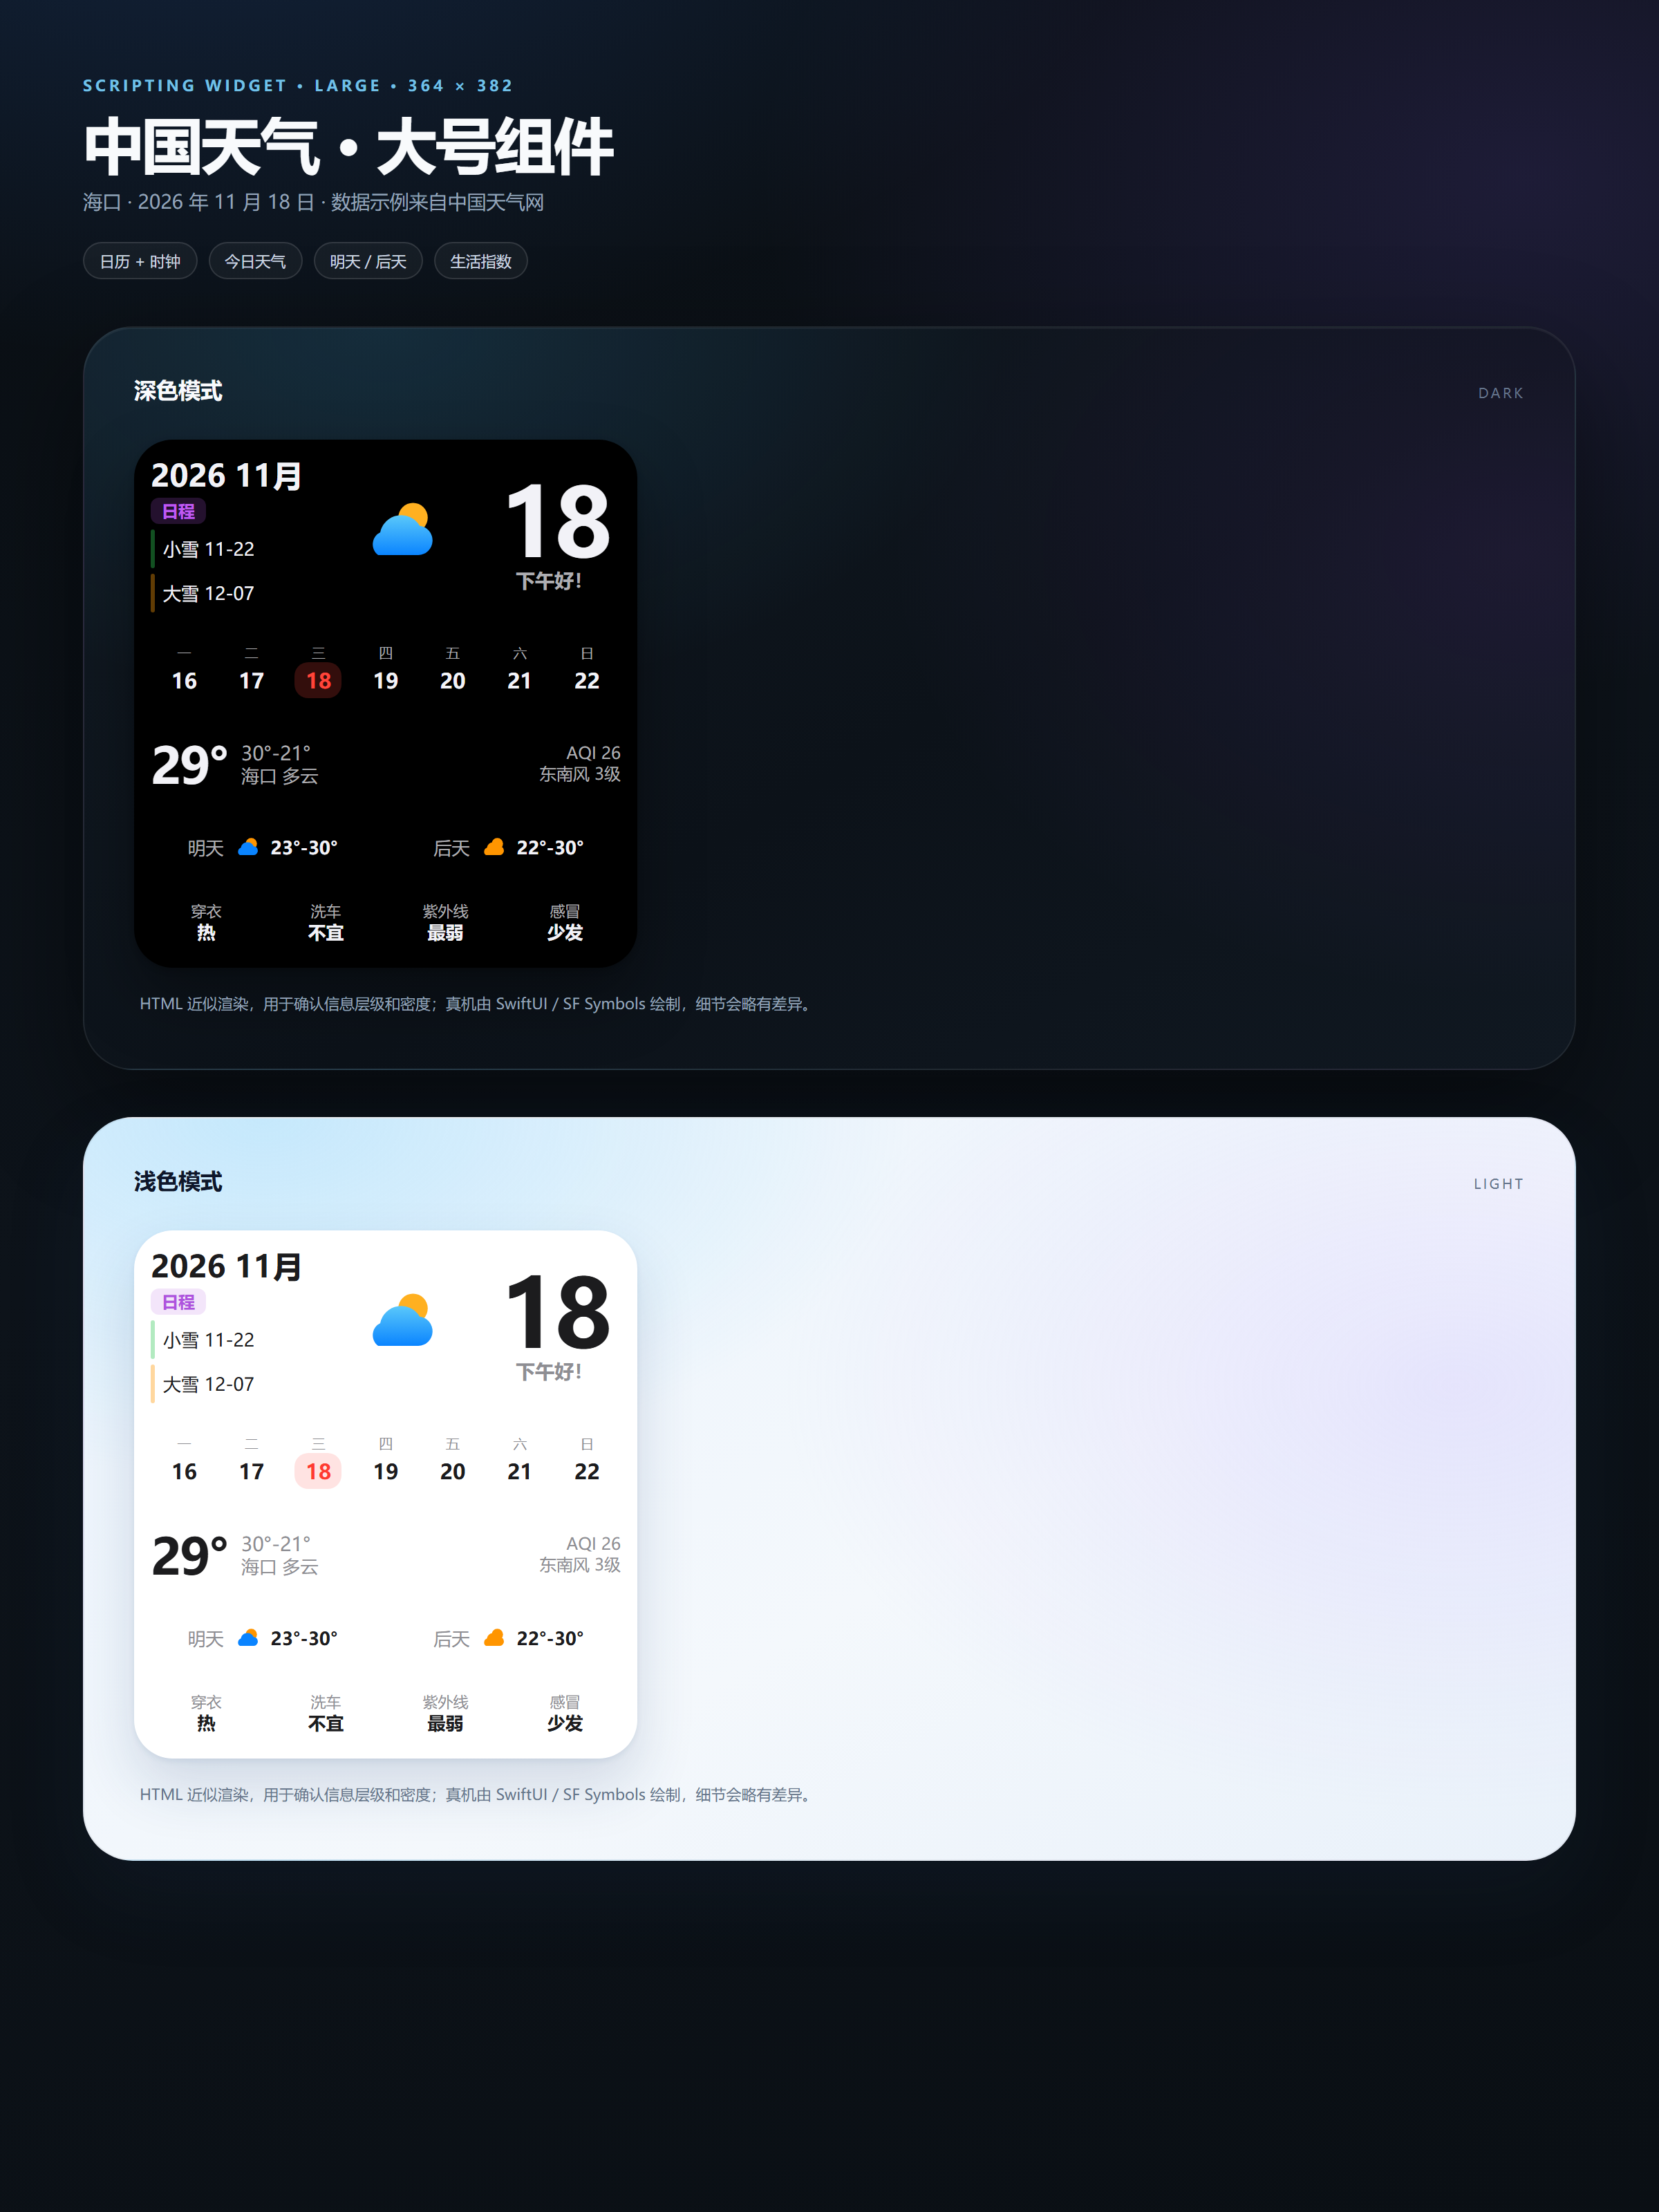 SCRIPTING WIDGET • LARGE • 364 × 382
中国天气 • 大号组件
海口 · 2026 年 11 月 18 日 · 数据示例来自中国天气网
日历 + 时钟 今日天气 明天 / 后天 生活指数
深色模式 DARK
2026 11月
日程
小雪 11-22
大雪 12-07
18
下午好!
一 二 三 四 五 六 日
16 17 18 19 20 21 22
29° 30°-21° AQI 26
海口 多云 东南风 3级
明天 23°-30° 后天 22°-30°
穿衣 洗车 紫外线 感冒
热 不宜 最弱 少发
HTML 近似渲染，用于确认信息层级和密度；真机由 SwiftUI / SF Symbols 绘制，细节会略有差异。
浅色模式 LIGHT
2026 11月
日程
小雪 11-22
大雪 12-07
18
下午好!
一 二 三 四 五 六 日
16 17 18 19 20 21 22
29° 30°-21° AQI 26
海口 多云 东南风 3级
明天 23°-30° 后天 22°-30°
穿衣 洗车 紫外线 感冒
热 不宜 最弱 少发
HTML 近似渲染，用于确认信息层级和密度；真机由 SwiftUI / SF Symbols 绘制，细节会略有差异。